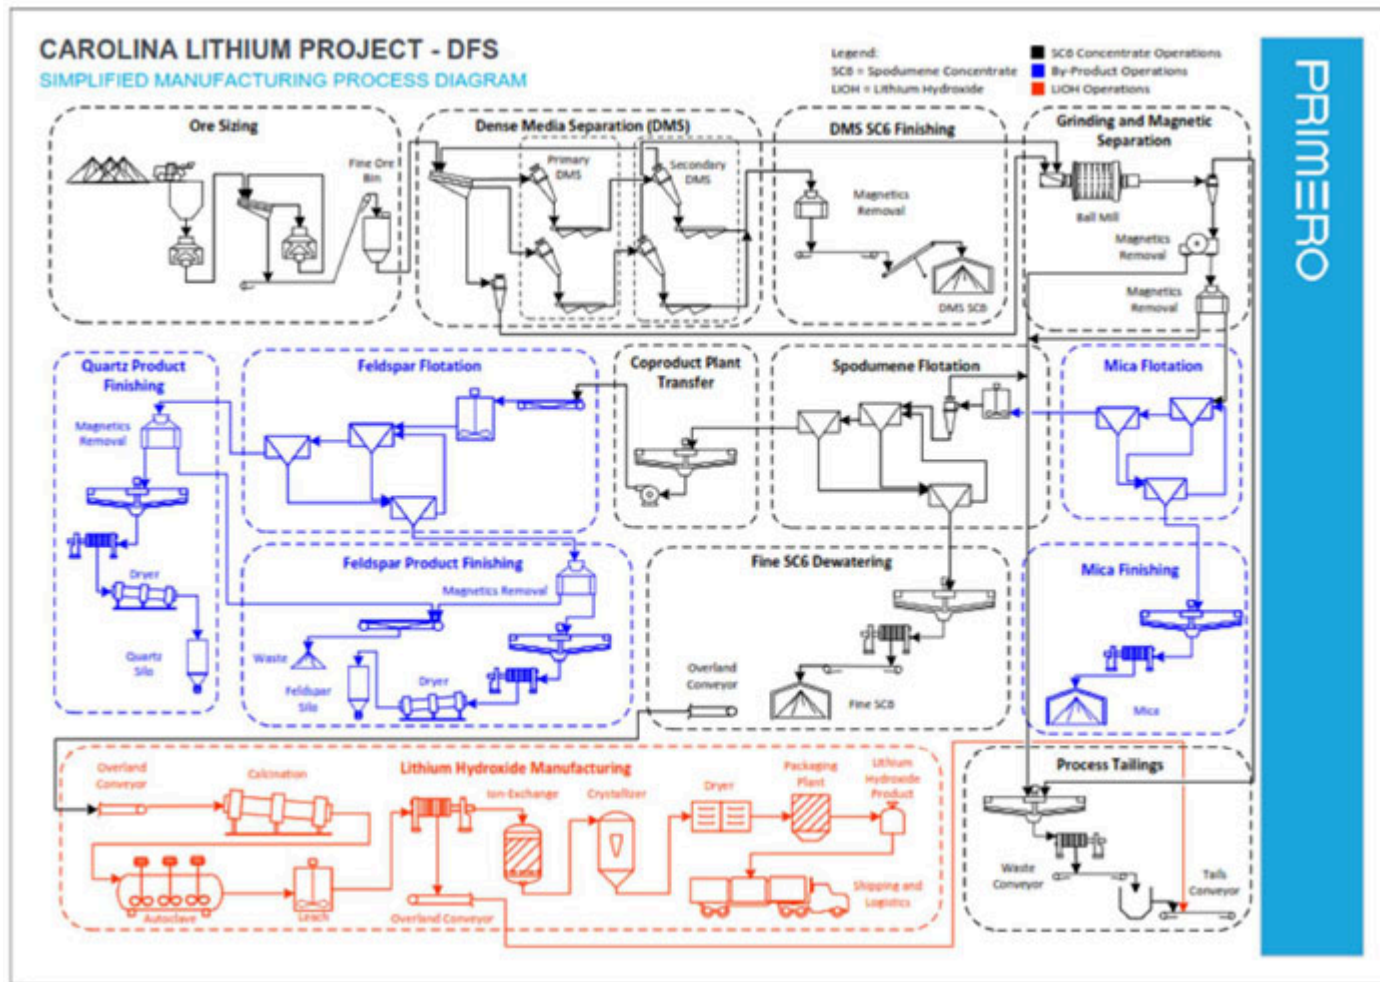 CAROLINA LITHIUM PROJECT - DFS
SIMPLIFIED MANUFACTURING PROCESS DIAGRAM
Legend:
SC6 = Spodumene Concentrate
LIOH = Lithium Hydroxide
SC6 Concentrate Operations
By-Product Operations
LIOH Operations
PRIMERO
Ore Sizing
Fine Ore
Bin
Dense Media Separation (DMS)
Primary
DMS
Secondary
DMS
DMS SC6 Finishing
Magnetics
Removal
DMS SC6
Grinding and Magnetic
Separation
Ball Mill
Magnetics
Removal
Magnetics
Removal
Quartz Product
Finishing
Magnetics
Removal
Dryer
Quartz
Silo
Feldspar Flotation
Coproduct Plant
Transfer
Spodumene Flotation
Mica Flotation
Feldspar Product Finishing
Magnetics Removal
Waste
Feldspar
Silo
Dryer
Fine SC6 Dewatering
Overland
Conveyor
Fine SC6
Mica Finishing
Mica
Lithium Hydroxide Manufacturing
Overland
Conveyor
Calcination
Autoclave
Leach
Ion-Exchange
Overland Conveyor
Crystallizer
Dryer
Packaging
Plant
Lithium
Hydroxide
Product
Shipping and
Logistics
Process Tailings
Waste
Conveyor
Tails
Conveyor